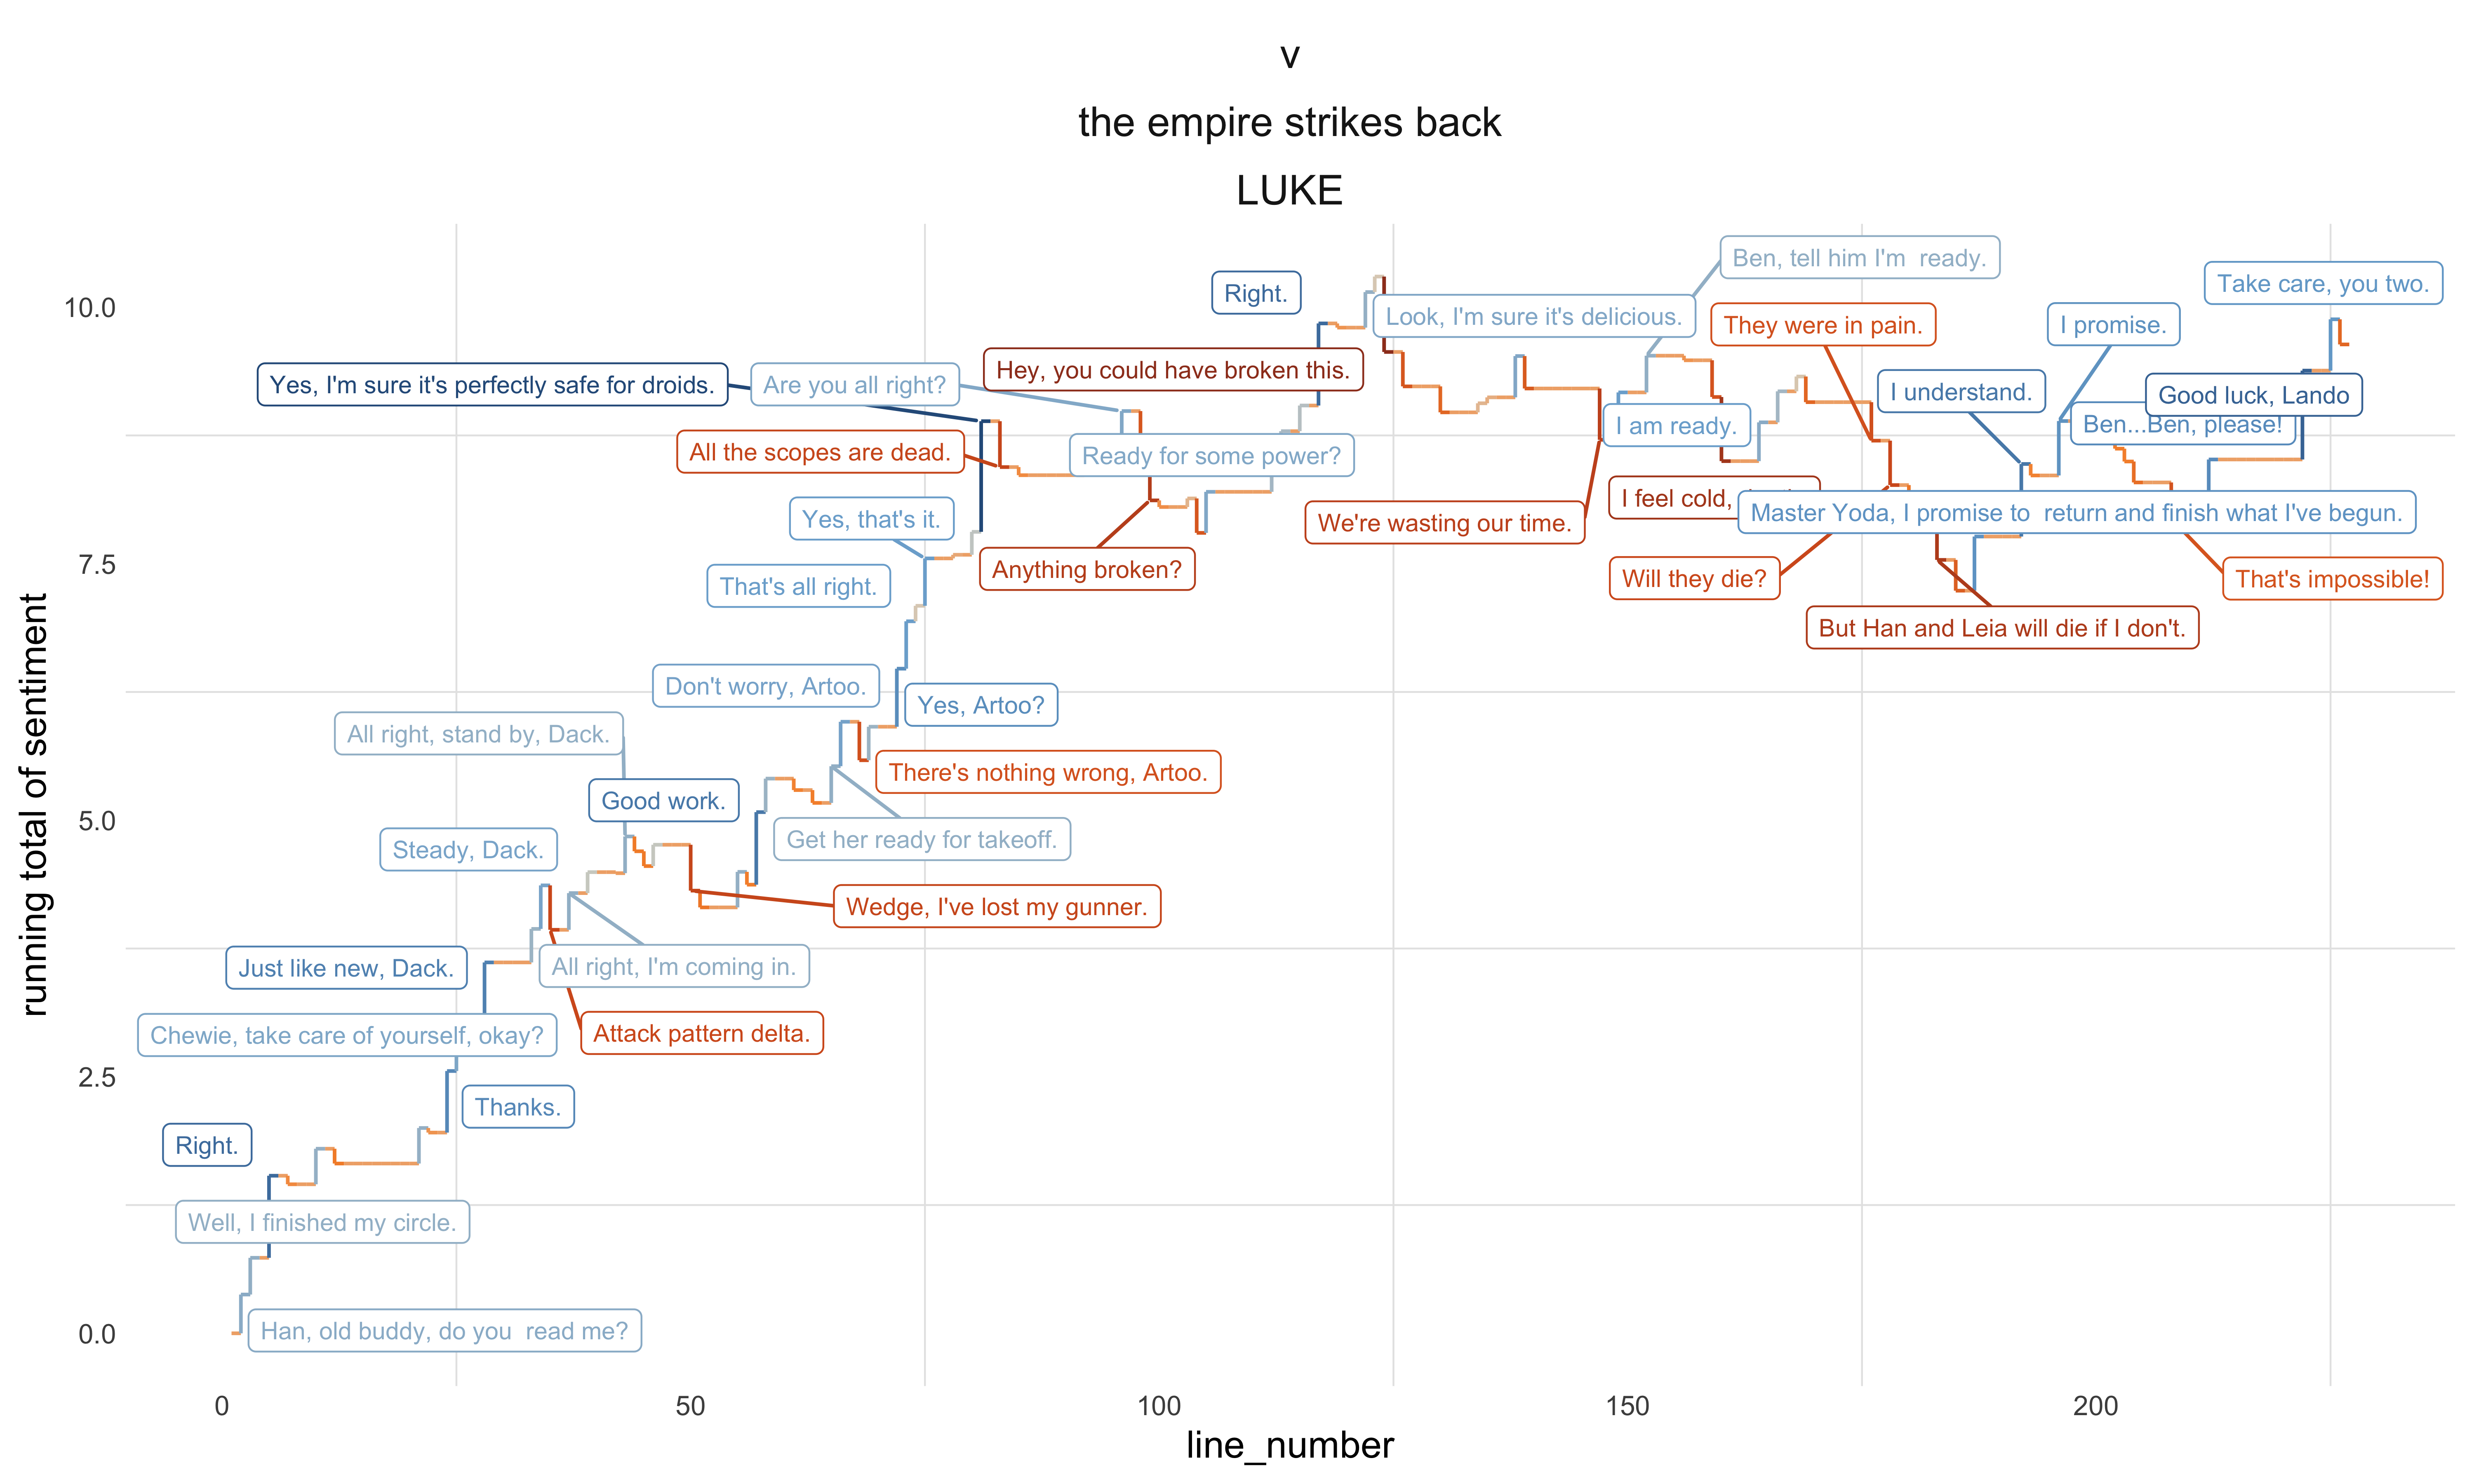 v
the empire strikes back
LUKE
running total of sentiment
10.0
7.5
5.0
2.5
0.0
Ben, tell him I'm  ready.
Take care, you two.
Right.
Look, I'm sure it's delicious.
They were in pain.
I promise.
Hey, you could have broken this.
Yes, I'm sure it's perfectly safe for droids.
Are you all right?
I understand.
Good luck, Lando
Ben...Ben, please!
I am ready.
All the scopes are dead.
Ready for some power?
I feel cold,
Yes, that's it.
We're wasting our time.
Master Yoda, I promise to  return and finish what I've begun.
Anything broken?
Will they die?
That's impossible!
That's all right.
But Han and Leia will die if I don't.
Don't worry, Artoo.
Yes, Artoo?
All right, stand by, Dack.
There's nothing wrong, Artoo.
Good work.
Get her ready for takeoff.
Steady, Dack.
Wedge, I've lost my gunner.
Just like new, Dack.
All right, I'm coming in.
Chewie, take care of yourself, okay?
Attack pattern delta.
Thanks.
Right.
Well, I finished my circle.
Han, old buddy, do you  read me?
0
50
100
150
200
line_number